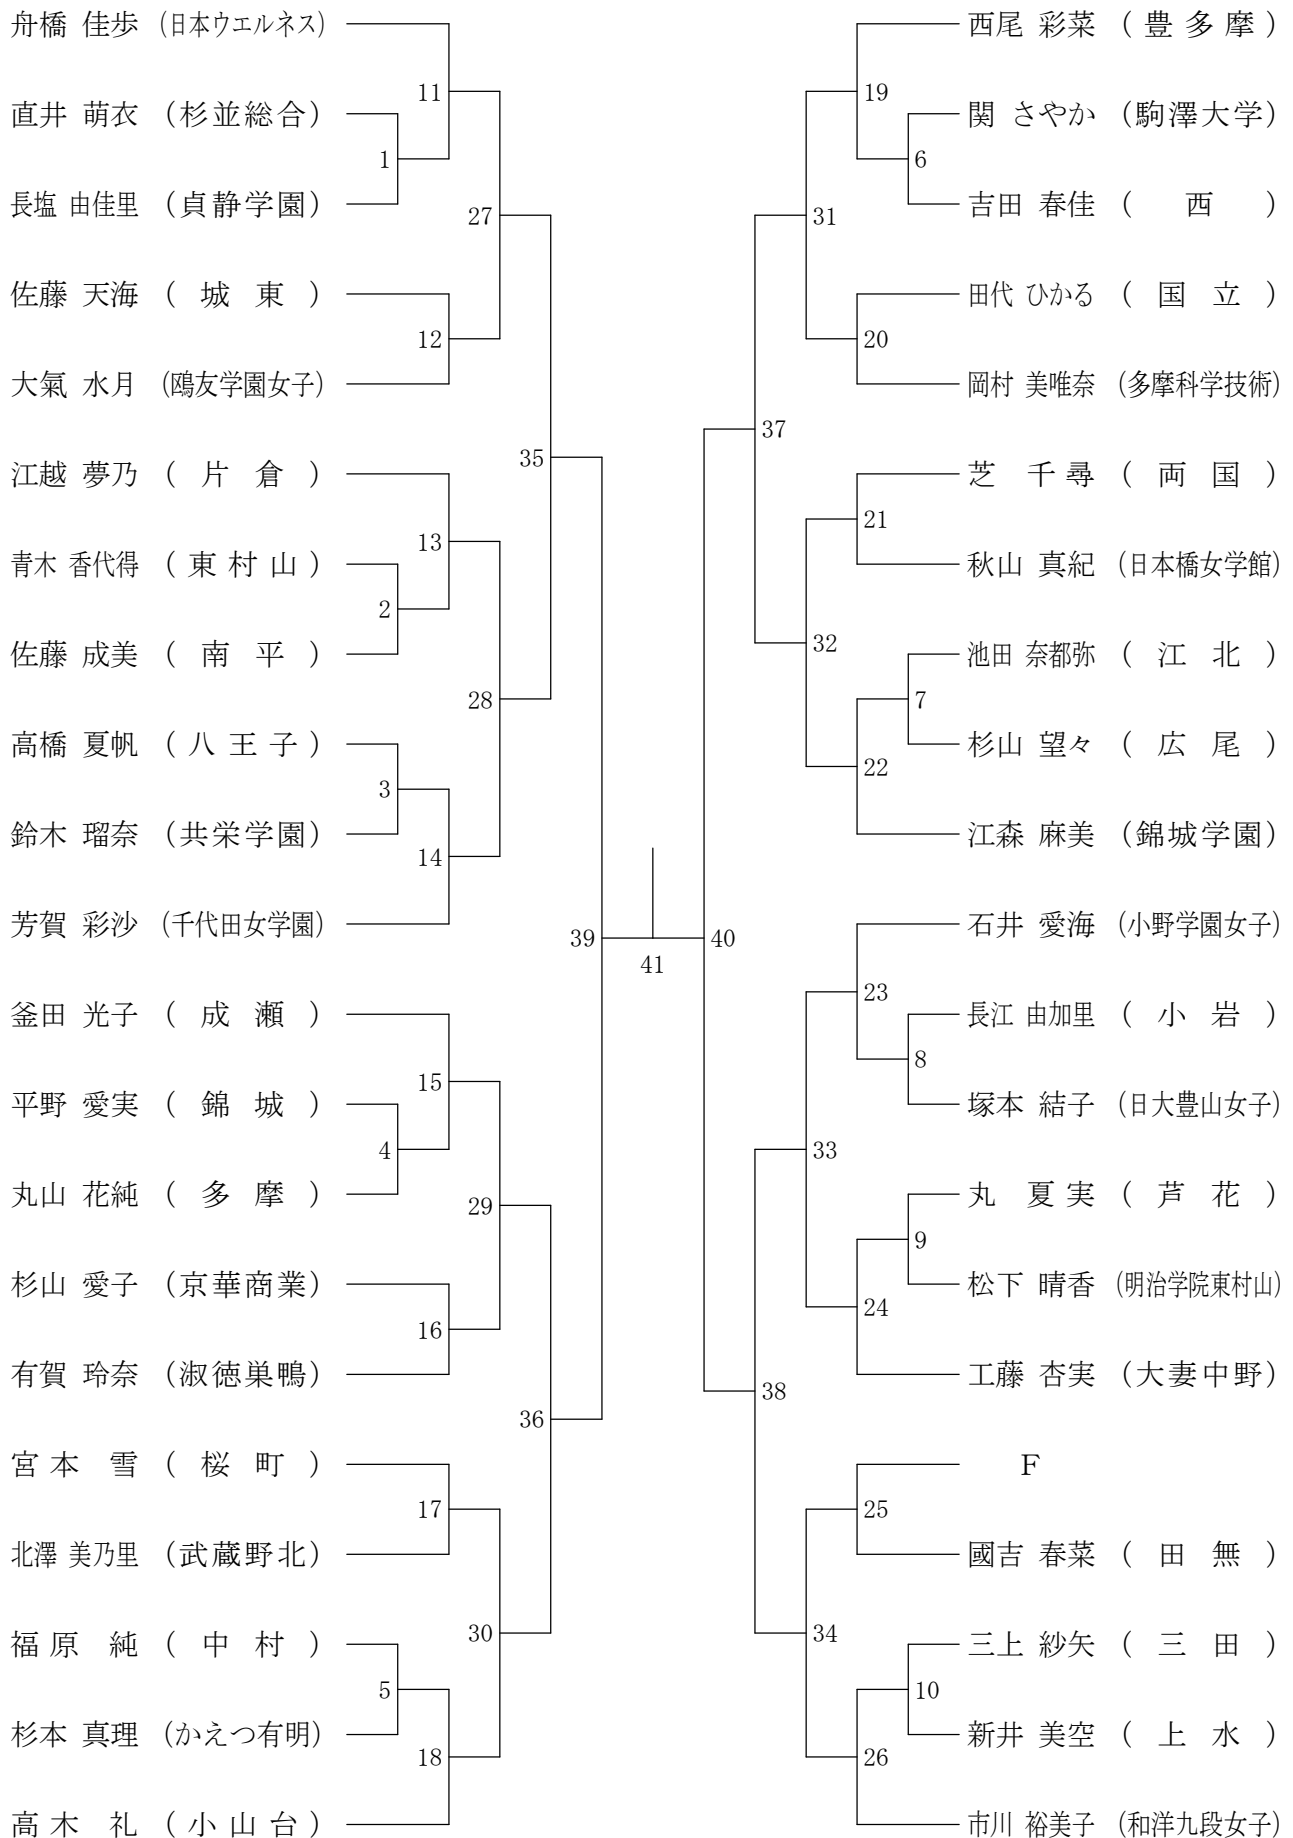 舟橋 佳歩 (日本ウエルネス)
直井 萌衣 (杉並総合)
長塩 由佳里 (貞静学園)
佐藤 天海 (城東)
大氣 水月 (鴎友学園女子)
江越 夢乃 (片倉)
青木 香代得 (東村山)
佐藤 成美 (南平)
高橋 夏帆 (八王子)
鈴木 瑠奈 (共栄学園)
芳賀 彩沙 (千代田女学園)
釜田 光子 (成瀬)
平野 愛実 (錦城)
丸山 花純 (多摩)
杉山 愛子 (京華商業)
有賀 玲奈 (淑徳巣鴨)
宮本 雪 (桜町)
北澤 美乃里 (武蔵野北)
福原 純 (中村)
杉本 真理 (かえつ有明)
高木 礼 (小山台)
1
2
3
4
5
11
12
13
14
15
16
17
18
27
28
29
30
35
36
39
41
40
37
38
31
32
33
34
19
20
21
22
23
24
25
26
6
7
8
9
10
西尾 彩菜 (豊多摩)
関 さやか (駒澤大学)
吉田 春佳 (西)
田代 ひかる (国立)
岡村 美唯奈 (多摩科学技術)
芝 千尋 (両国)
秋山 真紀 (日本橋女学館)
池田 奈都弥 (江北)
杉山 望々 (広尾)
江森 麻美 (錦城学園)
石井 愛海 (小野学園女子)
長江 由加里 (小岩)
塚本 結子 (日大豊山女子)
丸 夏実 (芦花)
松下 晴香 (明治学院東村山)
工藤 杏実 (大妻中野)
F
國吉 春菜 (田無)
三上 紗矢 (三田)
新井 美空 (上水)
市川 裕美子 (和洋九段女子)